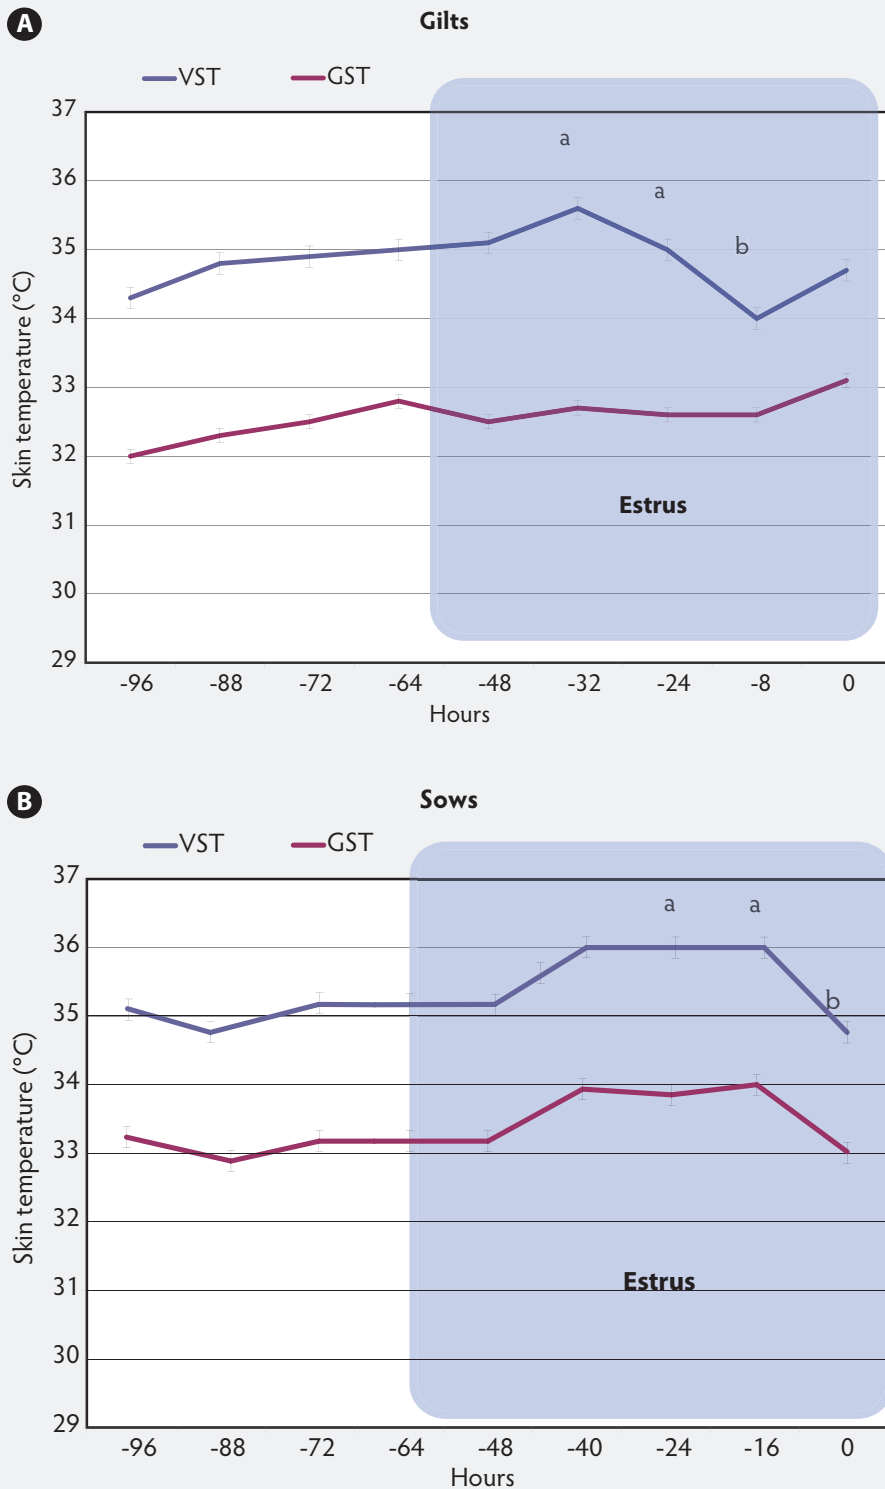 A
Gilts
VST GST
37
36
35
34
33
32
31
30
29
Skin temperature (°C)
a
a
b
Estrus
-96 -88 -72 -64 -48 -32 -24 -8 0
Hours
B
Sows
VST GST
37
36
35
34
33
32
31
30
29
Skin temperature (°C)
a a
b
Estrus
-96 -88 -72 -64 -48 -40 -24 -16 0
Hours